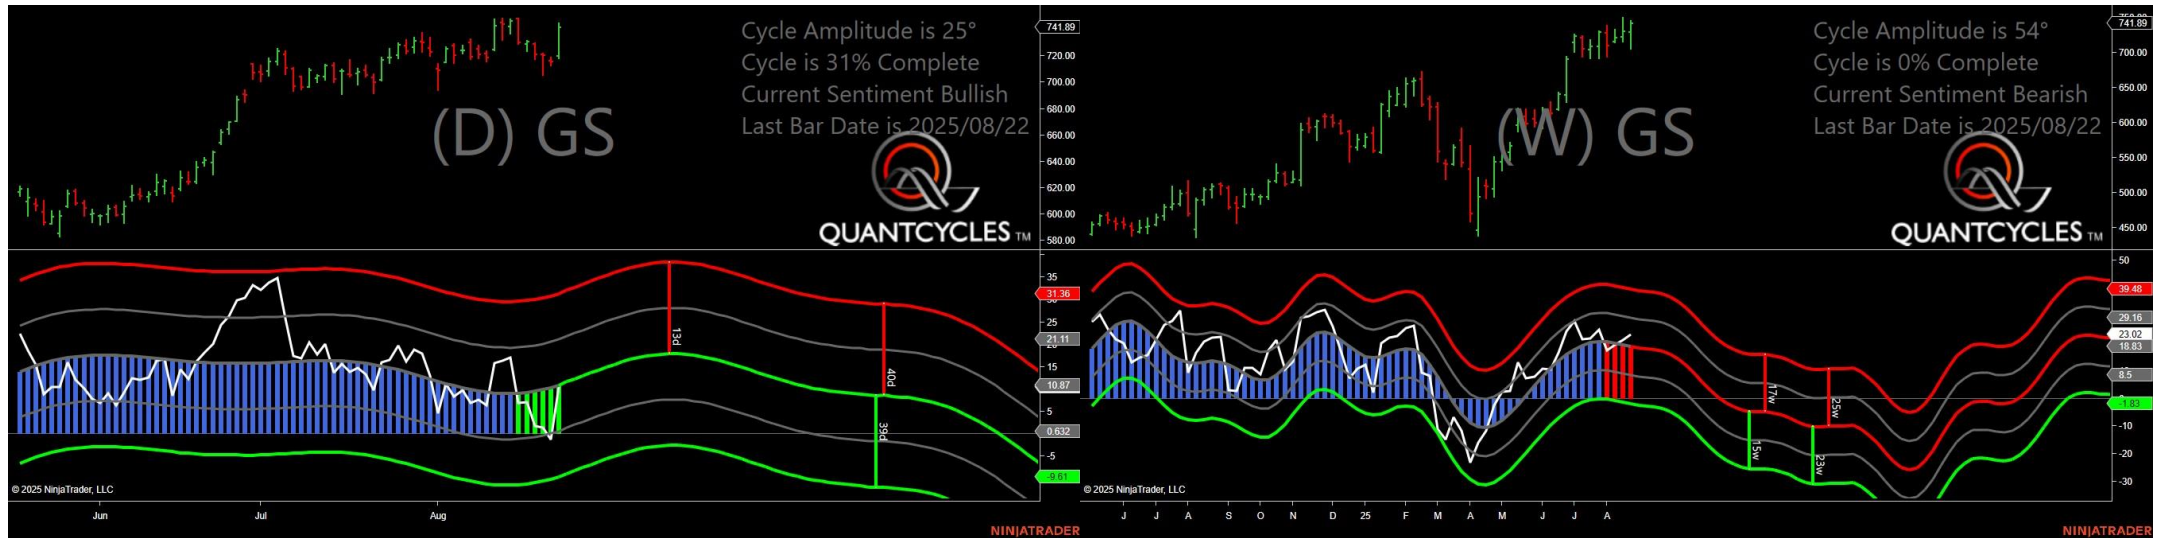 Cycle Amplitude is 25°
Cycle is 31% Complete
Current Sentiment Bullish
Last Bar Date is 2025/08/22
(D) GS
QUANTCYCLES TM
741.89
720.00
700.00
680.00
660.00
640.00
620.00
600.00
580.00
35
31.36
25
21.11
15
10.87
5
0.632
-5
-9.61
13d
40d
39d
© 2025 NinjaTrader, LLC
Jun Jul Aug
NINJATRADER
Cycle Amplitude is 54°
Cycle is 0% Complete
Current Sentiment Bearish
Last Bar Date is 2025/08/22
(W) GS
QUANTCYCLES TM
741.89
700.00
600.00
550.00
500.00
450.00
50
39.48
29.16
23.02
18.83
8.5
-1.83
-10
-20
-30
17w
25w
15w
23w
© 2025 NinjaTrader, LLC
J J A S O N D 25 F M A M J J A
NINJATRADER